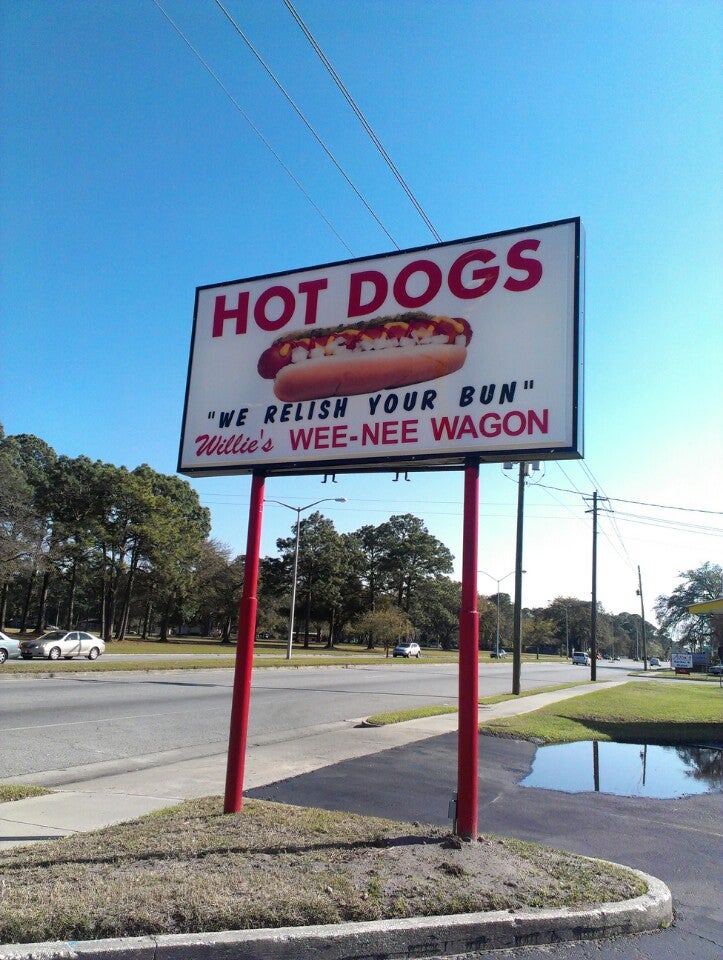 HOT DOGS
"WE RELISH YOUR BUN"
Willie's WEE-NEE WAGON